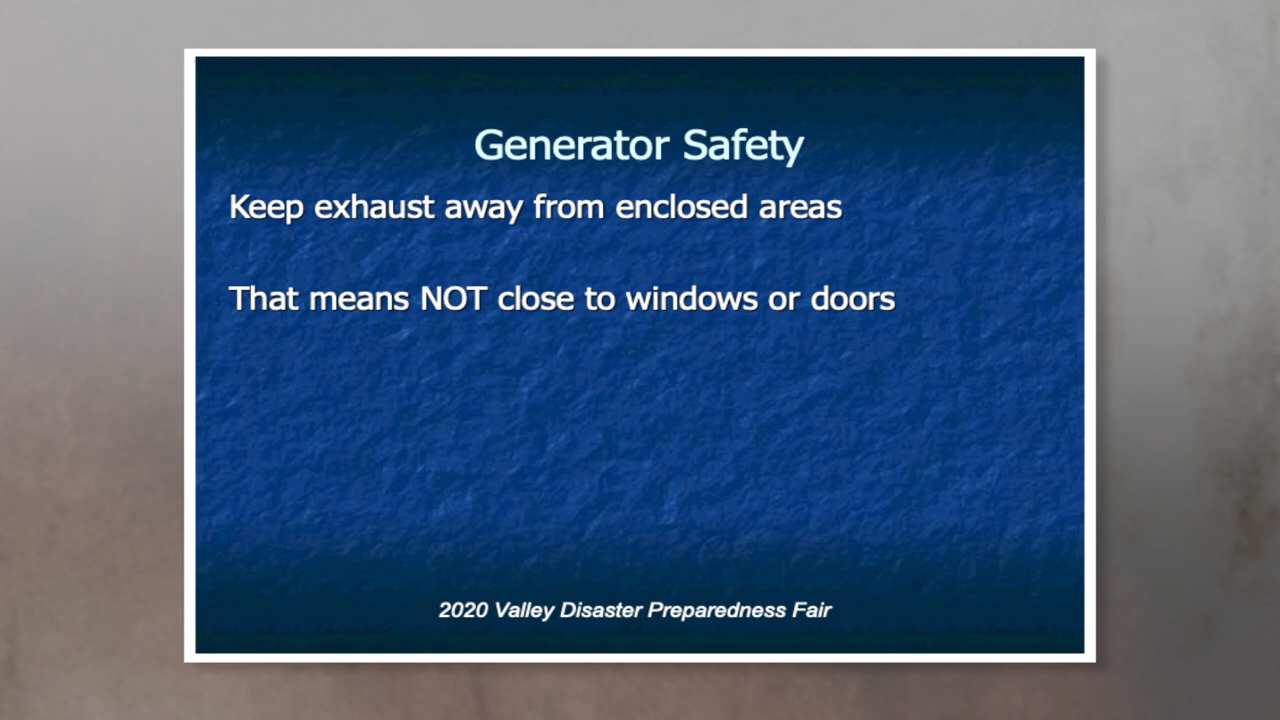 Generator Safety
Keep exhaust away from enclosed areas
That means NOT close to windows or doors
2020 Valley Disaster Preparedness Fair